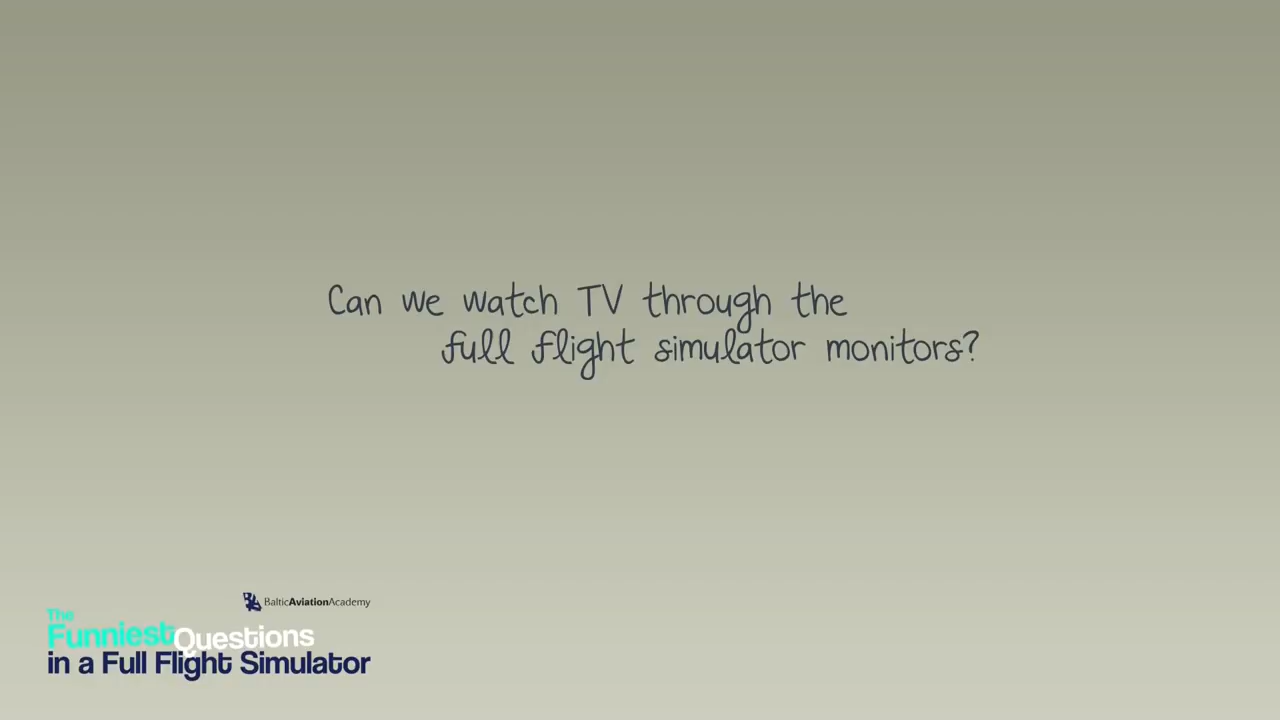 Can we watch TV through the
full flight simulator monitors?
BalticAviationAcademy
The
Funniest Questions
in a Full Flight Simulator